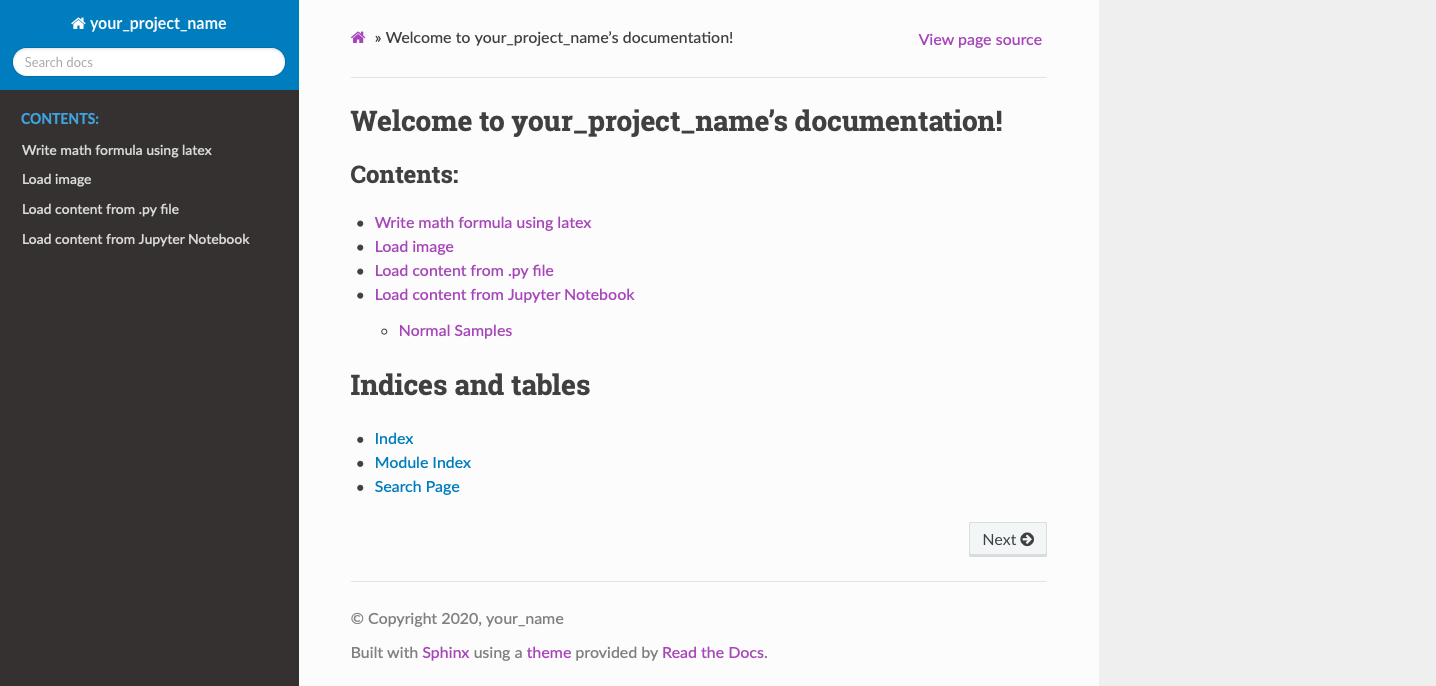 your_project_name
Search docs
CONTENTS:
Write math formula using latex
Load image
Load content from .py file
Load content from Jupyter Notebook
» Welcome to your_project_name’s documentation!
View page source
Welcome to your_project_name’s documentation!
Contents:
Write math formula using latex
Load image
Load content from .py file
Load content from Jupyter Notebook
Normal Samples
Indices and tables
Index
Module Index
Search Page
Next
© Copyright 2020, your_name
Built with Sphinx using a theme provided by Read the Docs.